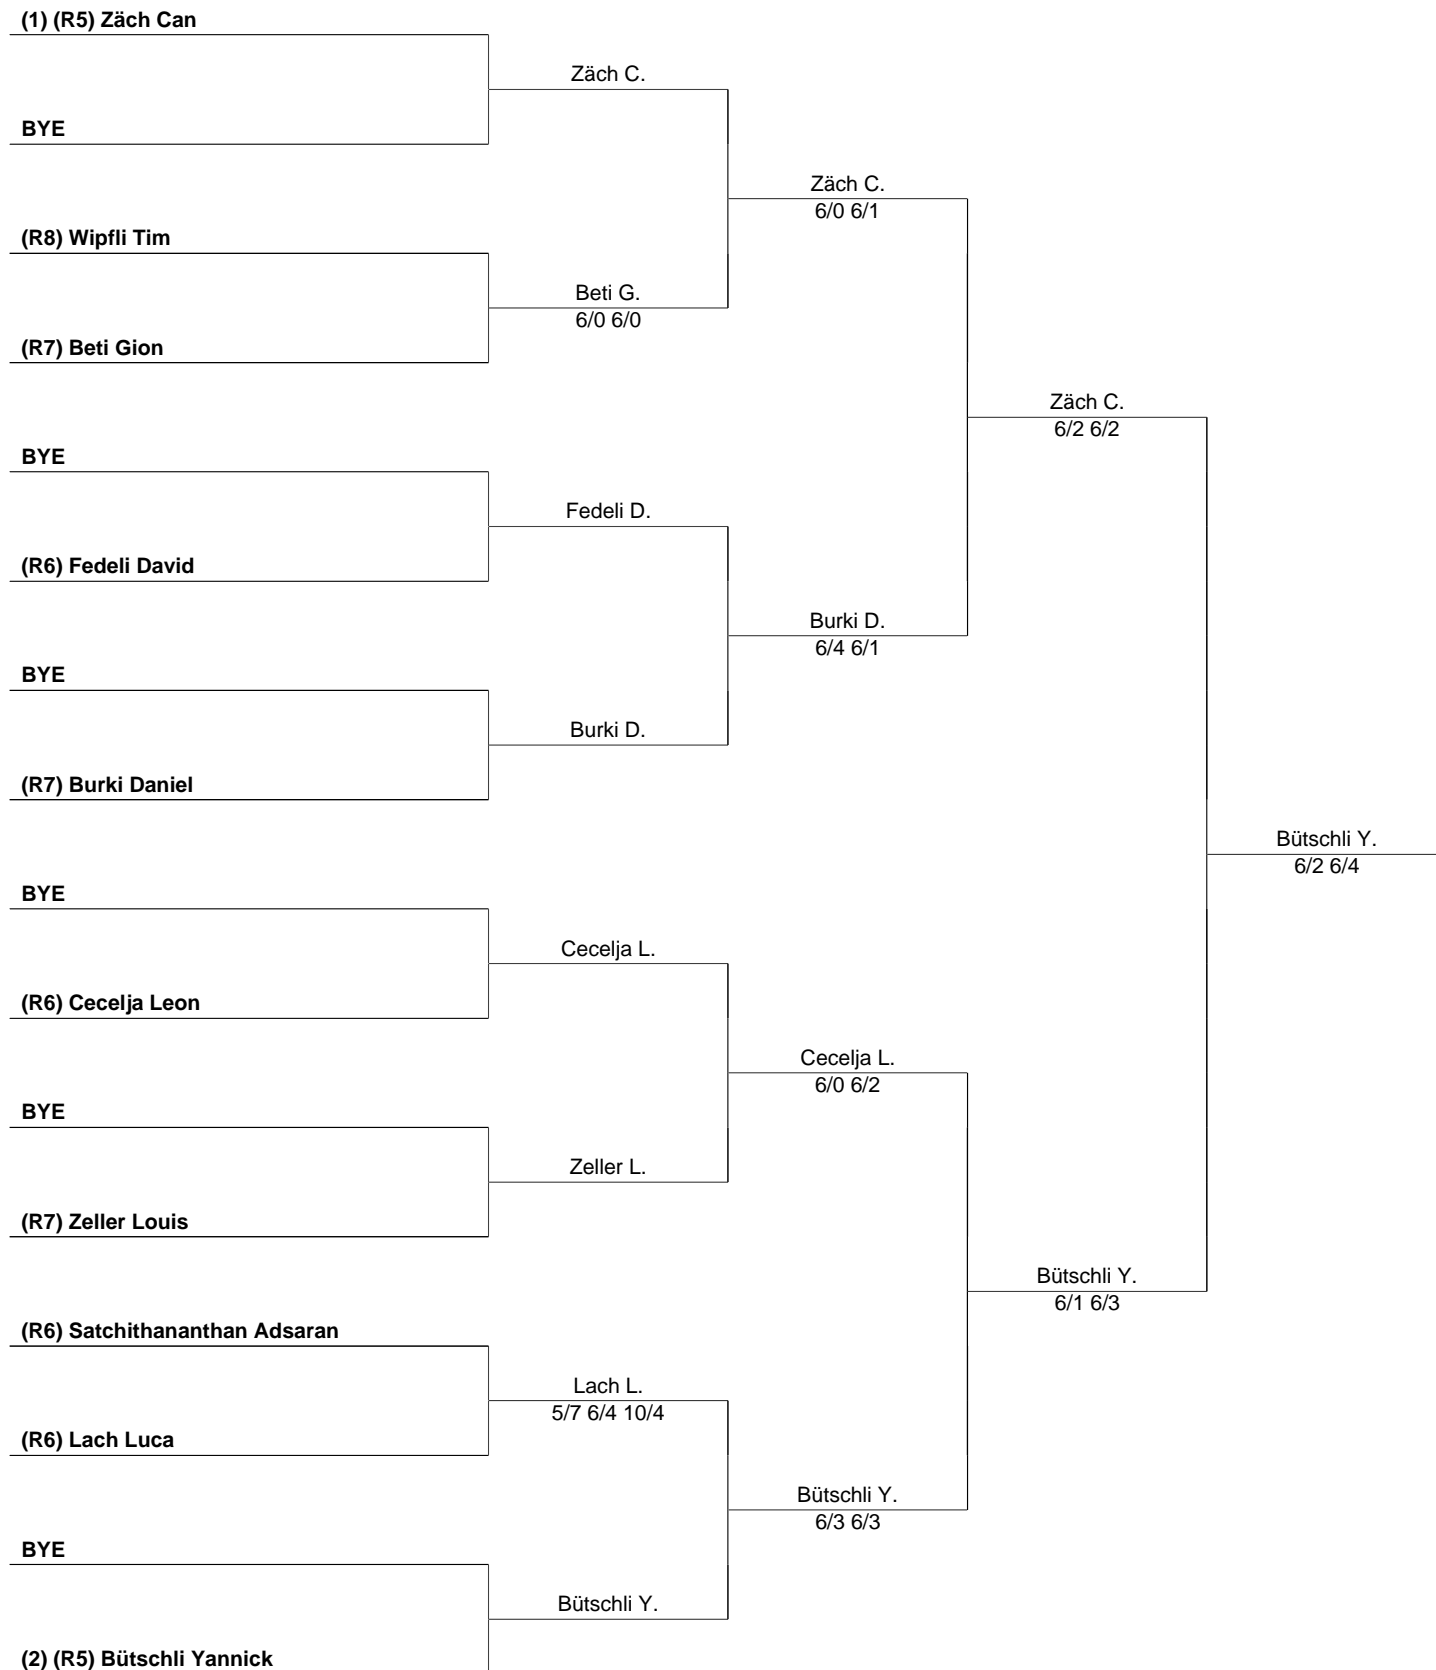 (1) (R5) Zäch Can
Zäch C.
BYE
Zäch C.
6/0 6/1
(R8) Wipfli Tim
Beti G.
6/0 6/0
(R7) Beti Gion
Zäch C.
6/2 6/2
BYE
Fedeli D.
(R6) Fedeli David
Burki D.
6/4 6/1
BYE
Burki D.
(R7) Burki Daniel
Bütschli Y.
6/2 6/4
BYE
Cecelja L.
(R6) Cecelja Leon
Cecelja L.
6/0 6/2
BYE
Zeller L.
(R7) Zeller Louis
Bütschli Y.
6/1 6/3
(R6) Satchithananthan Adsaran
Lach L.
5/7 6/4 10/4
(R6) Lach Luca
Bütschli Y.
6/3 6/3
BYE
Bütschli Y.
(2) (R5) Bütschli Yannick